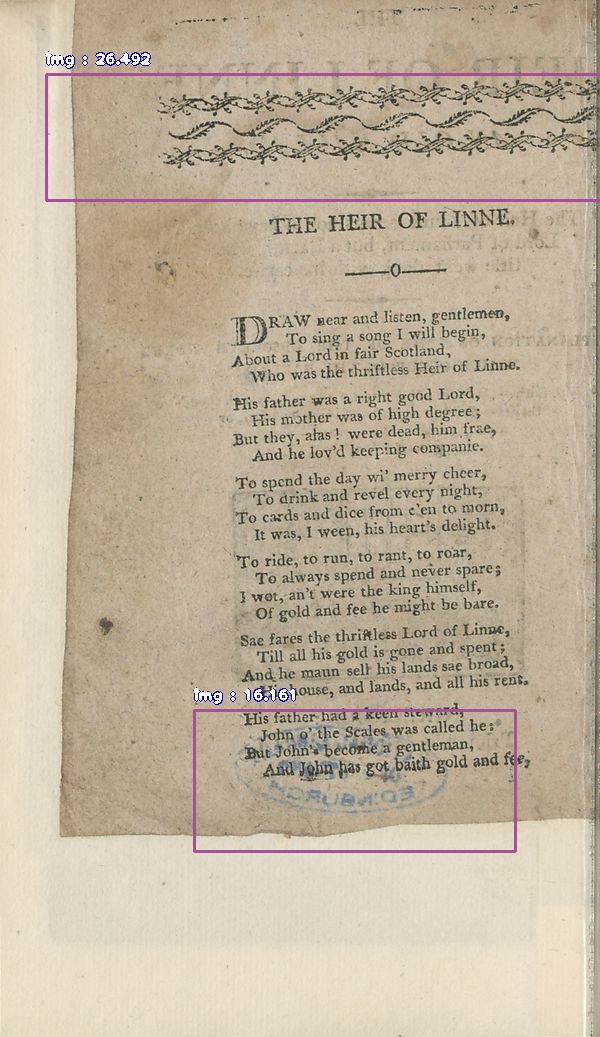 img : 26.492
THE HEIR OF LINNE.
DRAW near and listen, gentlemen,
To sing a song I will begin,
About a Lord in fair Scotland,
Who was the thriftless Heir of Linne.
His father was a right good Lord,
His mother was of high degree;
But they, alas! were dead, him frae,
And he lov'd keeping companie.
To spend the day wi' merry cheer,
To drink and revel every night,
To cards and dice from e'en to morn,
It was, I ween, his heart's delight.
To ride, to run, to rant, to roar,
To always spend and never spare;
I wot, an't were the king himself,
Of gold and fee he might be bare.
Sae fares the thriftless Lord of Linne,
Till all his gold is gone and spent;
And he maun sell his lands sae broad,
His house, and lands, and all his rent.
img : 16.161
His father had a keen steward,
John o' the Scales was called he:
But John's become a gentleman,
And John has got baith gold and fee,